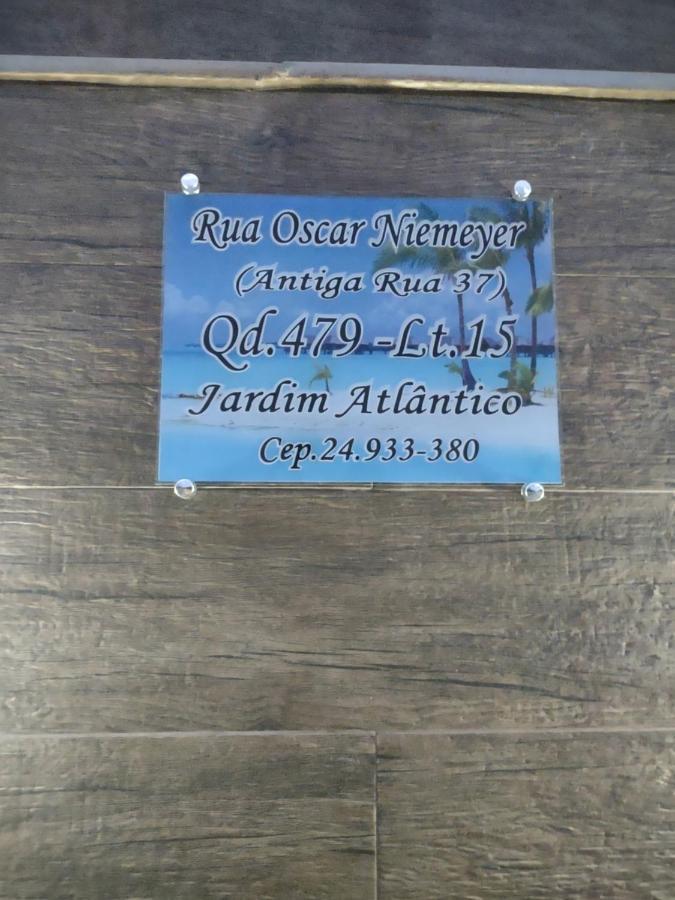 Rua Oscar Niemeyer
(Antiga Rua 37)
Qd.479-Lt.15
Jardim Atlântico
Cep.24.933-380